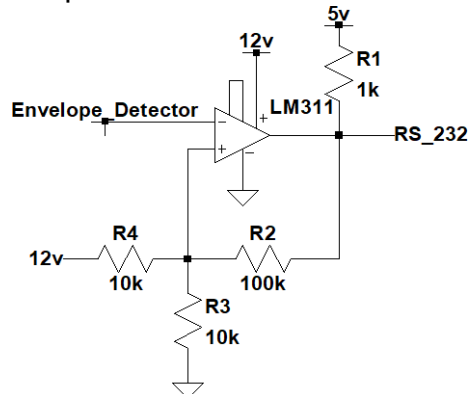 5v
12v
R1
1k
LM311
Envelope_Detector
RS_232
R4
R2
12v
10k
100k
R3
10k